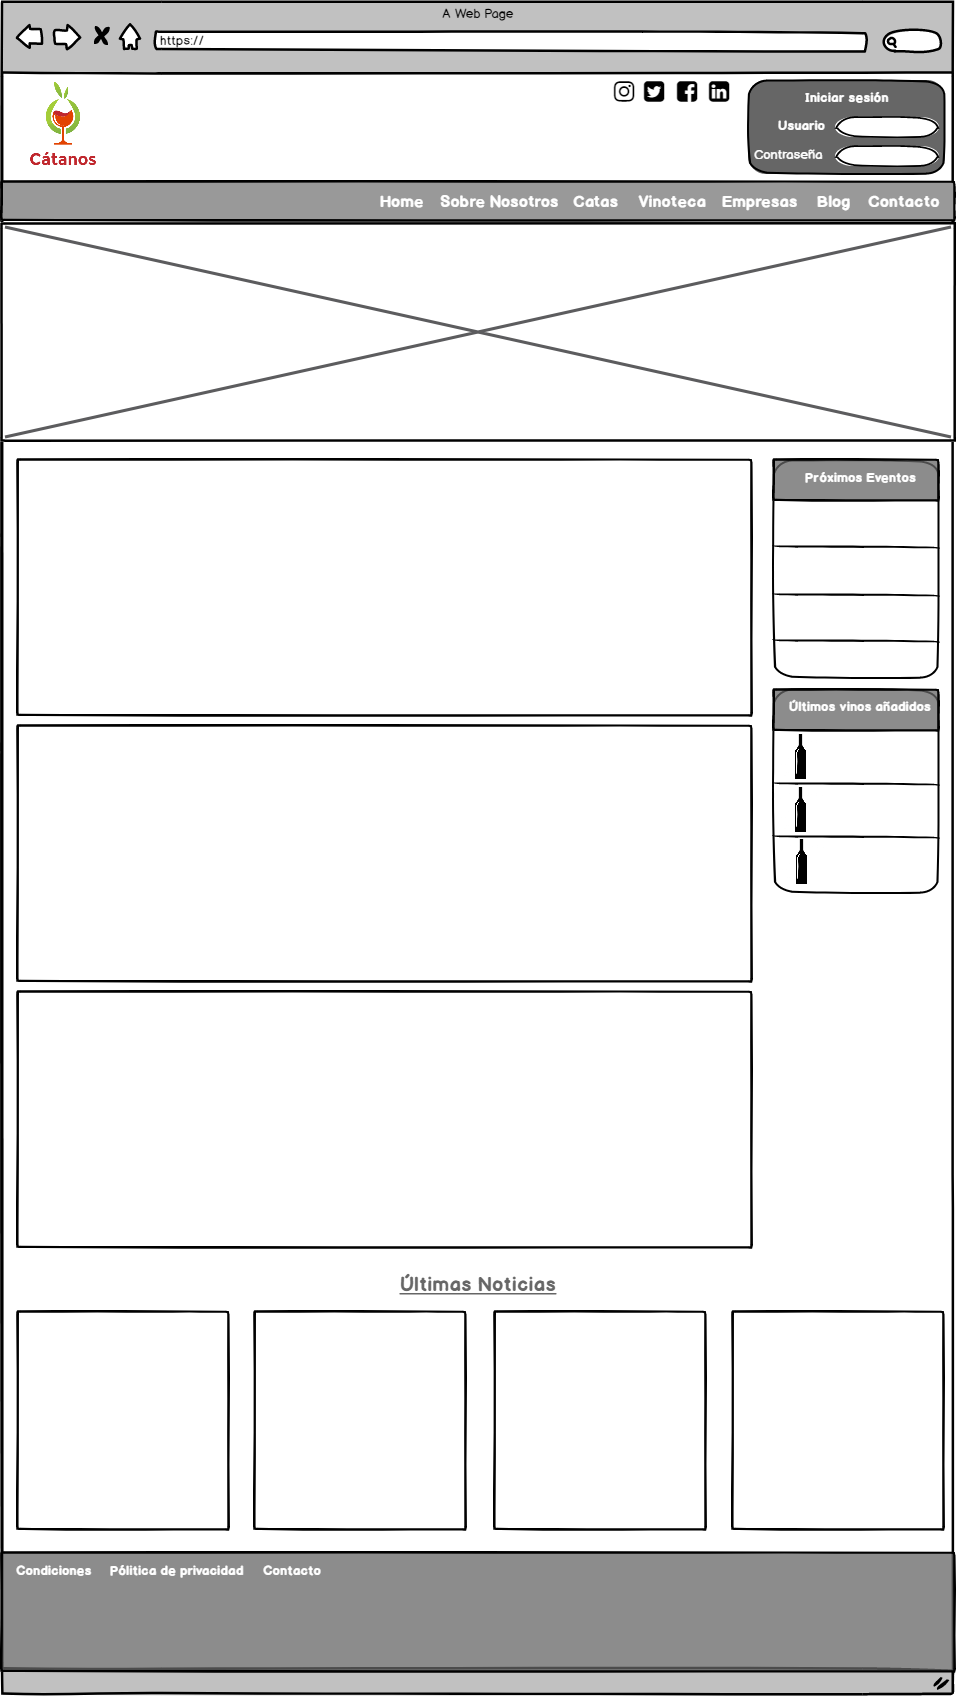 A Web Page
https://
Cátanos
Iniciar sesión
Usuario
Contraseña
Home Sobre Nosotros Catas Vinoteca Empresas Blog Contacto
Próximos Eventos
Últimos vinos añadidos
Últimas Noticias
Condiciones Pólitica de privacidad Contacto